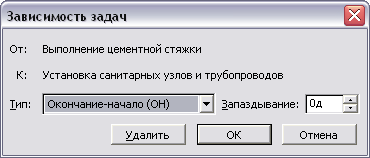 Зависимость задач
От: Выполнение цементной стяжки
К: Установка санитарных узлов и трубопроводов
Тип: Окончание-начало (ОН) Запаздывание: 0д
Удалить ОК Отмена